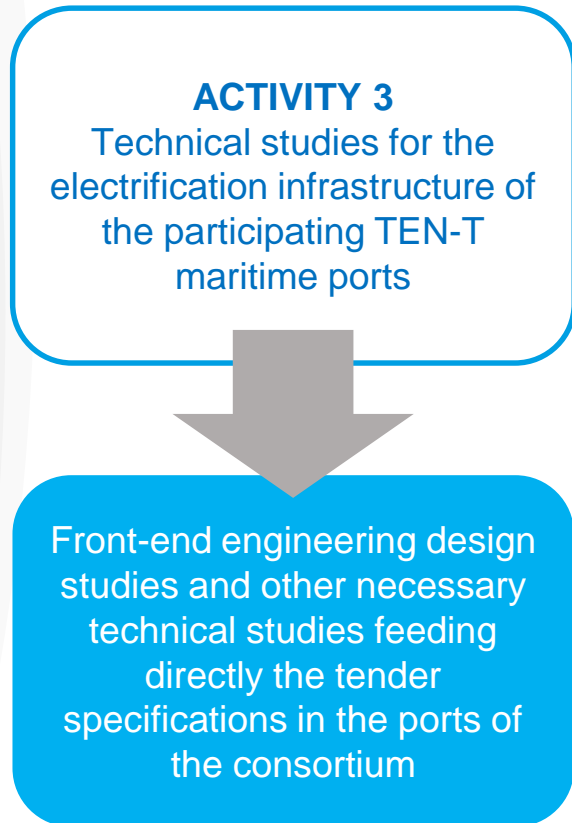 ACTIVITY 3
Technical studies for the
electrification infrastructure of
the participating TEN-T
maritime ports
Front-end engineering design
studies and other necessary
technical studies feeding
directly the tender
specifications in the ports of
the consortium